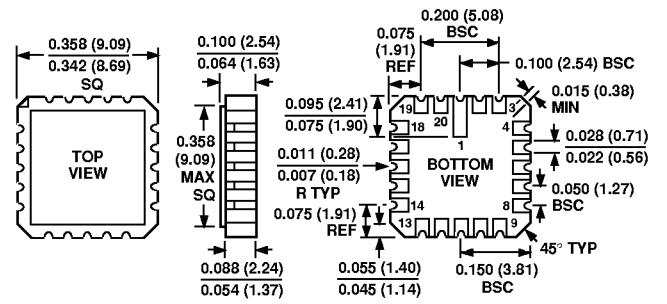 0.358 (9.09)
0.342 (8.69)
SQ
TOP
VIEW
0.100 (2.54)
0.064 (1.63)
0.358
(9.09)
MAX
SQ
0.088 (2.24)
0.054 (1.37)
0.075
(1.91)
REF
0.200 (5.08)
BSC
0.100 (2.54) BSC
0.015 (0.38)
MIN
0.095 (2.41)
0.075 (1.90)
19
20
3
18
4
1
0.028 (0.71)
0.022 (0.56)
0.011 (0.28)
0.007 (0.18)
R TYP
BOTTOM
VIEW
0.050 (1.27)
BSC
0.075 (1.91)
REF
14
8
13
9
45° TYP
0.055 (1.40)
0.045 (1.14)
0.150 (3.81)
BSC